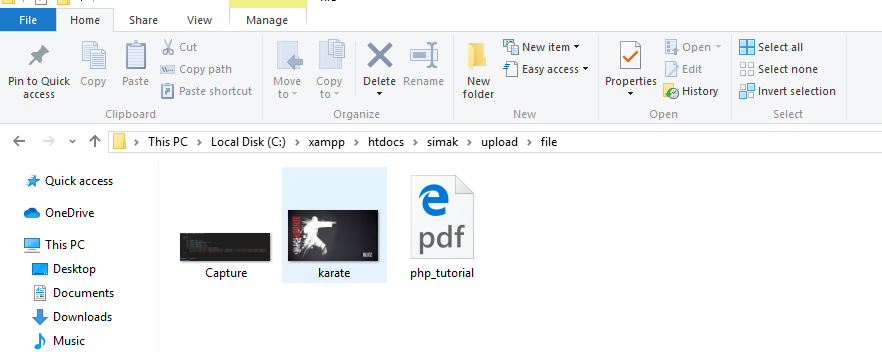 File Home Share View Manage
Pin to Quick access
Copy
Paste
Cut
Copy path
Paste shortcut
Clipboard
Move to
Copy to
Delete
Rename
Organize
New folder
New item
Easy access
New
Properties
Open
Edit
History
Open
Select all
Select none
Invert selection
Select
This PC > Local Disk (C:) > xampp > htdocs > simak > upload > file
Quick access
OneDrive
This PC
Desktop
Documents
Downloads
Music
Capture
karate
pdf
php_tutorial